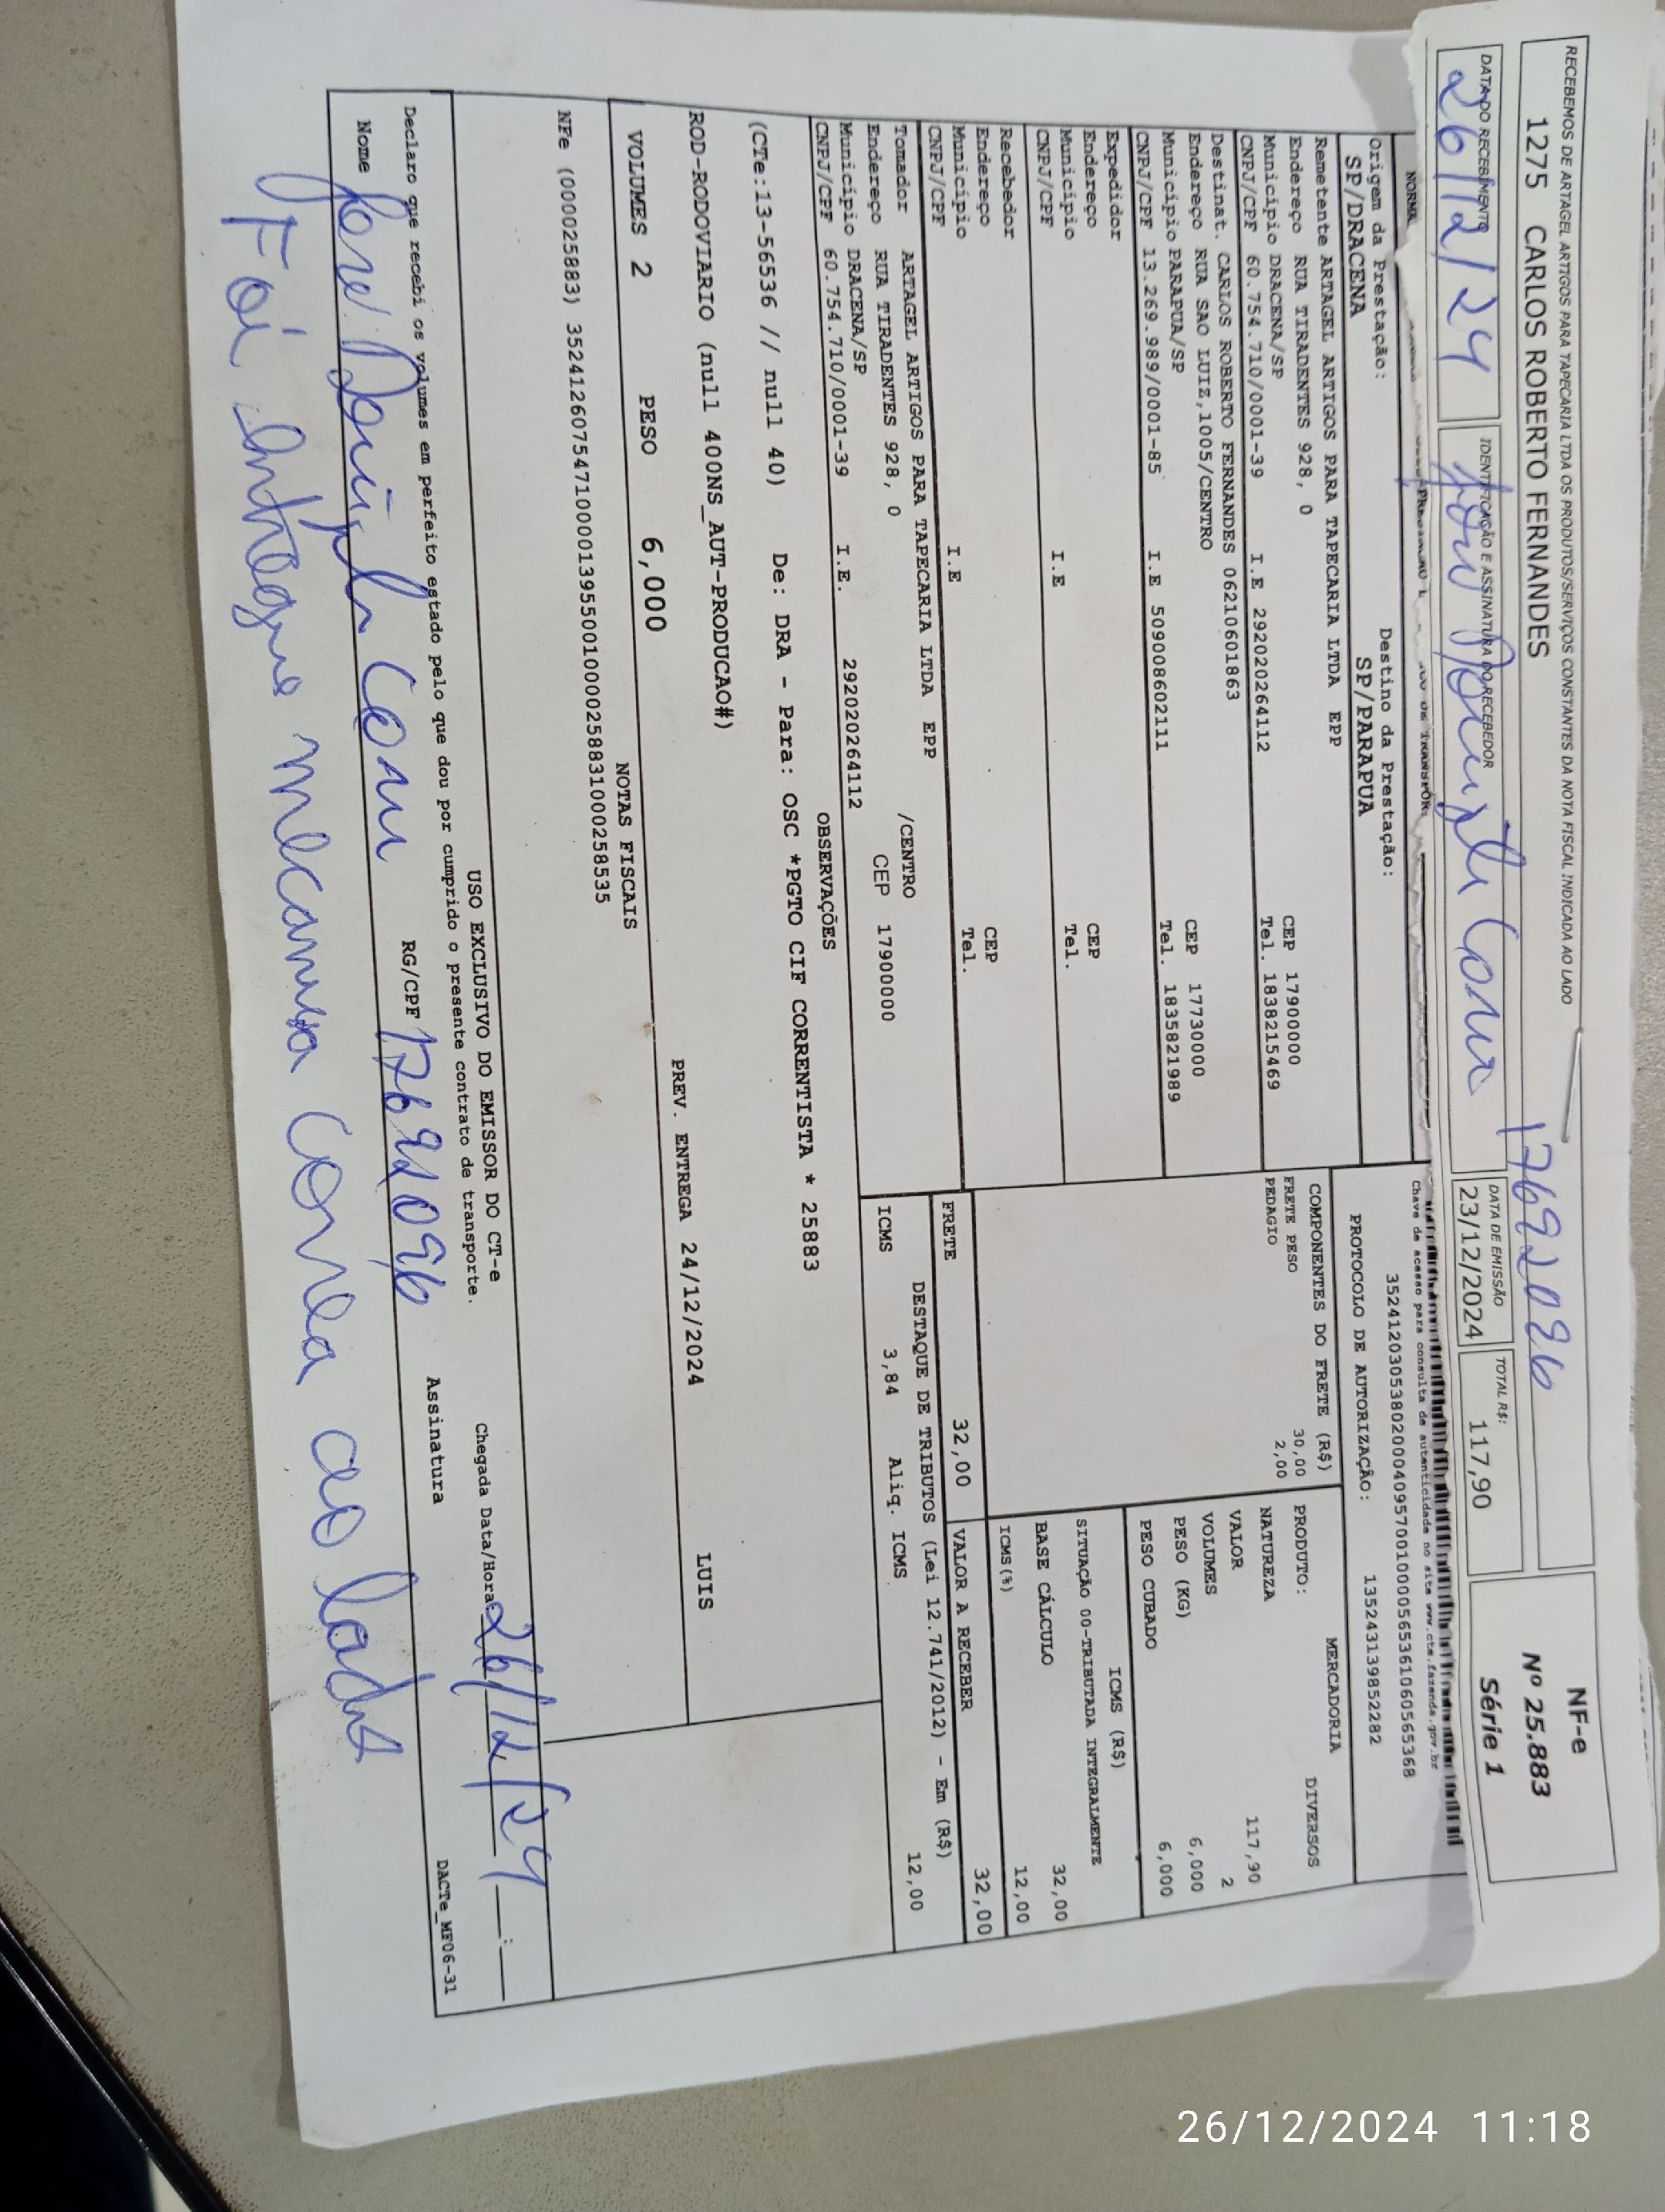 RECEBEMOS DE ARTAGEL ARTIGOS PARA TAPECARIA LTDA OS PRODUTOS/SERVIÇOS CONSTANTES DA NOTA FISCAL INDICADA AO LADO
1275 CARLOS ROBERTO FERNANDES
17692096
NF-e
Nº 25.883
Série 1
DATA DO RECEBIMENTO
26/12/24
IDENTIFICAÇÃO E ASSINATURA DO RECEBEDOR
DATA DE EMISSÃO
23/12/2024
TOTAL R$:
117,90
Chave de acesso para consulta de autenticidade no site www.cte.fazenda.gov.br
PROTOCOLO DE AUTORIZAÇÃO: 135243139852282
Origem da Prestação:
SP/DRACENA
Destino da Prestação:
SP/PARAPUA
Remetente ARTAGEL ARTIGOS PARA TAPECARIA LTDA EPP
Endereço RUA TIRADENTES 928, 0 CEP 17900000
Município DRACENA/SP Tel. 1838215469
CNPJ/CPF 60.754.710/0001-39 I.E 292020264112
Destinat. CARLOS ROBERTO FERNANDES 06210601863
Endereço RUA SAO LUIZ,1005/CENTRO CEP 17730000
Município PARAPUA/SP Tel. 1835821989
CNPJ/CPF 13.269.989/0001-85 I.E 509008602111
Expedidor
Endereço CEP
Município Tel.
CNPJ/CPF I.E
Recebedor
Endereço CEP
Município Tel.
CNPJ/CPF I.E
Tomador ARTAGEL ARTIGOS PARA TAPECARIA LTDA EPP
Endereço RUA TIRADENTES 928, 0 /CENTRO
Município DRACENA/SP CEP 17900000
CNPJ/CPF 60.754.710/0001-39 I.E. 292020264112
COMPONENTES DO FRETE (R$)
FRETE PESO 30,00
PEDAGIO 2,00
MERCADORIA
PRODUTO: DIVERSOS
NATUREZA
VALOR 117,90
VOLUMES 2
PESO (KG) 6,000
PESO CUBADO 6,000
ICMS (R$)
SITUAÇÃO 00-TRIBUTADA INTEGRALMENTE
BASE CÁLCULO 32,00
ICMS(%) 12,00
FRETE 32,00
VALOR A RECEBER 32,00
DESTAQUE DE TRIBUTOS (Lei 12.741/2012) - Em (R$)
ICMS 3,84 Aliq. ICMS 12,00
OBSERVAÇÕES
(CTe:13-56536 // null 40) De: DRA - Para: OSC *PGTO CIF CORRENTISTA * 25883
ROD-RODOVIARIO (null 400NS_AUT-PRODUCAO#)
VOLUMES 2 PESO 6,000 PREV. ENTREGA 24/12/2024 LUIS
NOTAS FISCAIS
NFe (000025883) 35241260754710000139550010000258831000258535
USO EXCLUSIVO DO EMISSOR DO CT-e
Chegada Data/Hora: 26/12/24 __:__
Declaro que recebi os volumes em perfeito estado pelo que dou por cumprido o presente contrato de transporte.
Nome
RG/CPF 17692096
Assinatura
DACTe_MF06-31
Foi Entregue mecanica Correa ao lado
26/12/2024 11:18